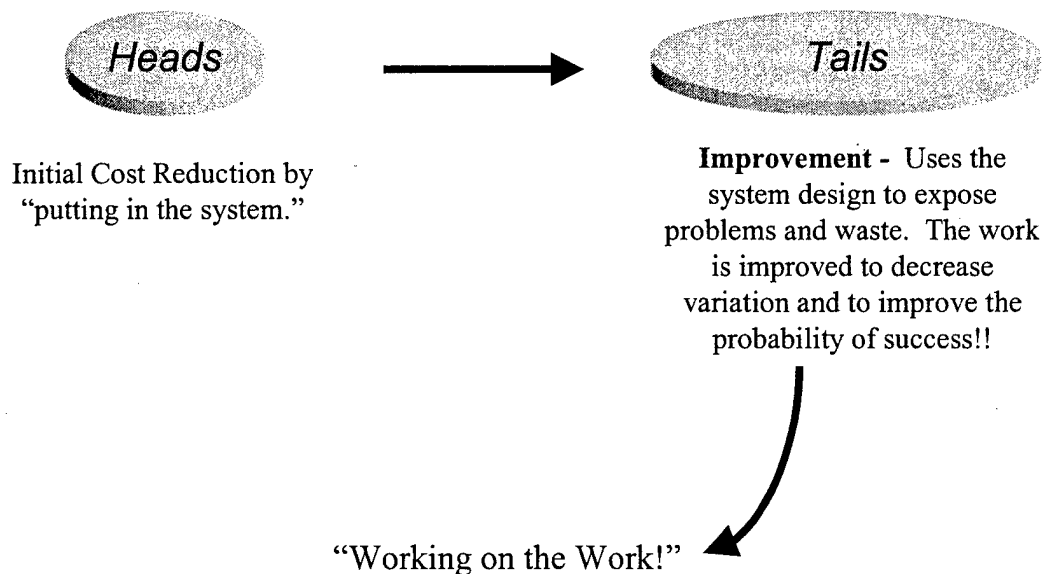 Heads
Tails
Initial Cost Reduction by
“putting in the system.”
Improvement - Uses the
system design to expose
problems and waste. The work
is improved to decrease
variation and to improve the
probability of success!!
“Working on the Work!”